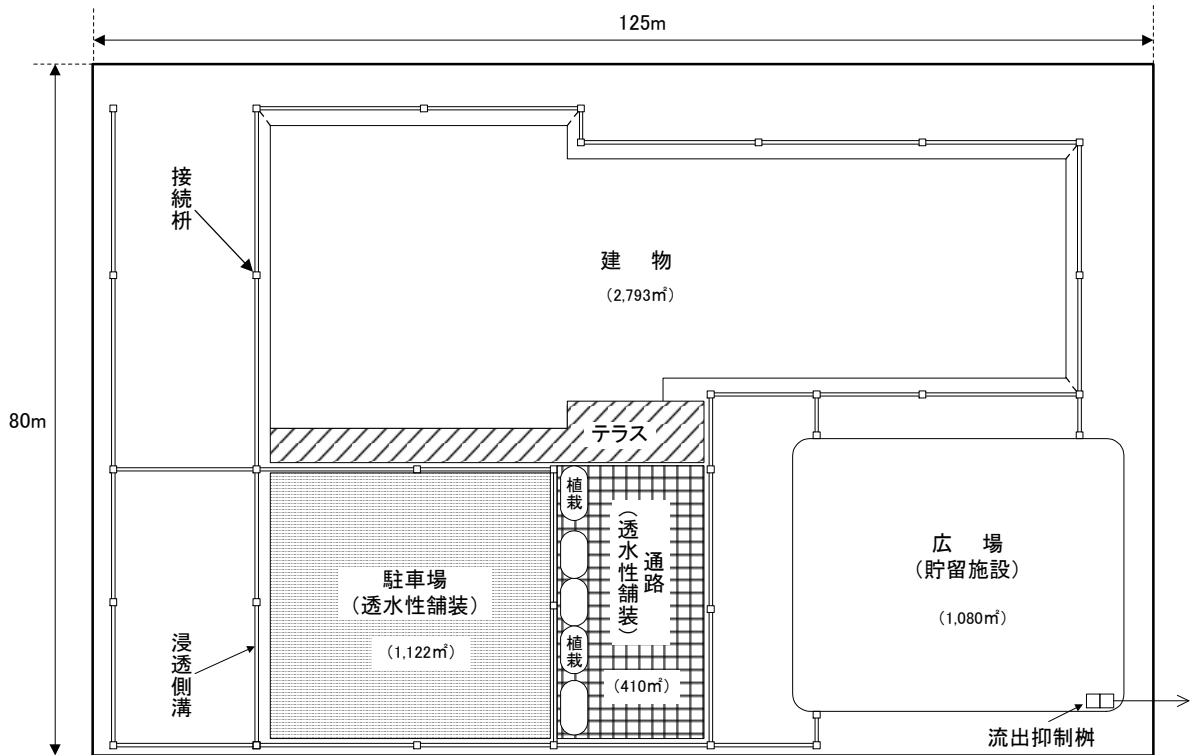 125m
80m
接続枡
建 物
(2,793㎡)
テラス
植栽
通路
(透水性舗装)
(410㎡)
植栽
駐車場
(透水性舗装)
(1,122㎡)
浸透側溝
広 場
(貯留施設)
(1,080㎡)
流出抑制桝